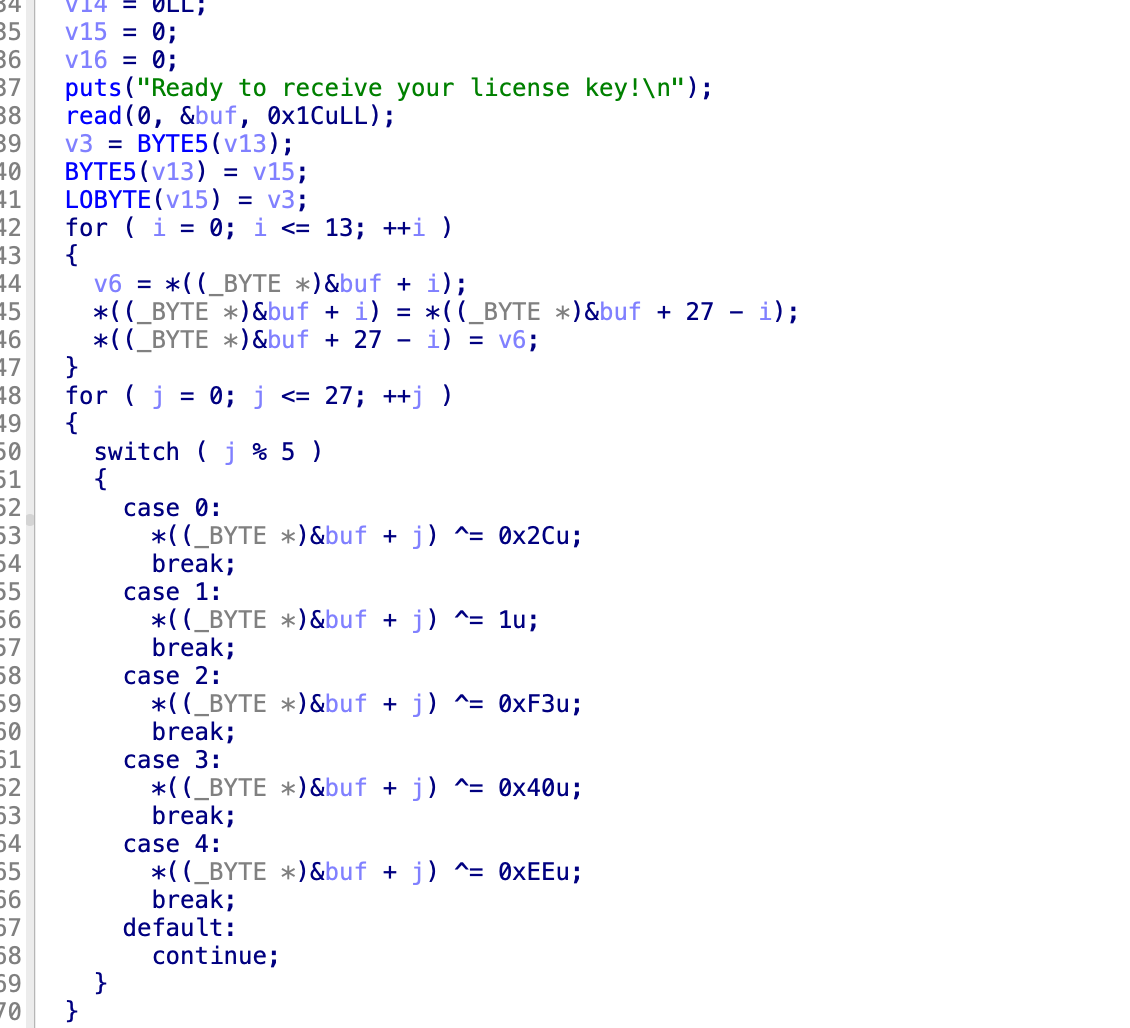 34 v14 = 0LL;
35 v15 = 0;
36 v16 = 0;
37 puts("Ready to receive your license key!\n");
38 read(0, &buf, 0x1CuLL);
39 v3 = BYTE5(v13);
40 BYTE5(v13) = v15;
41 LOBYTE(v15) = v3;
42 for ( i = 0; i <= 13; ++i )
43 {
44 v6 = *((_BYTE *)&buf + i);
45 *((_BYTE *)&buf + i) = *((_BYTE *)&buf + 27 - i);
46 *((_BYTE *)&buf + 27 - i) = v6;
47 }
48 for ( j = 0; j <= 27; ++j )
49 {
50 switch ( j % 5 )
51 {
52 case 0:
53 *((_BYTE *)&buf + j) ^= 0x2Cu;
54 break;
55 case 1:
56 *((_BYTE *)&buf + j) ^= 1u;
57 break;
58 case 2:
59 *((_BYTE *)&buf + j) ^= 0xF3u;
60 break;
61 case 3:
62 *((_BYTE *)&buf + j) ^= 0x40u;
63 break;
64 case 4:
65 *((_BYTE *)&buf + j) ^= 0xEEu;
66 break;
67 default:
68 continue;
69 }
70 }